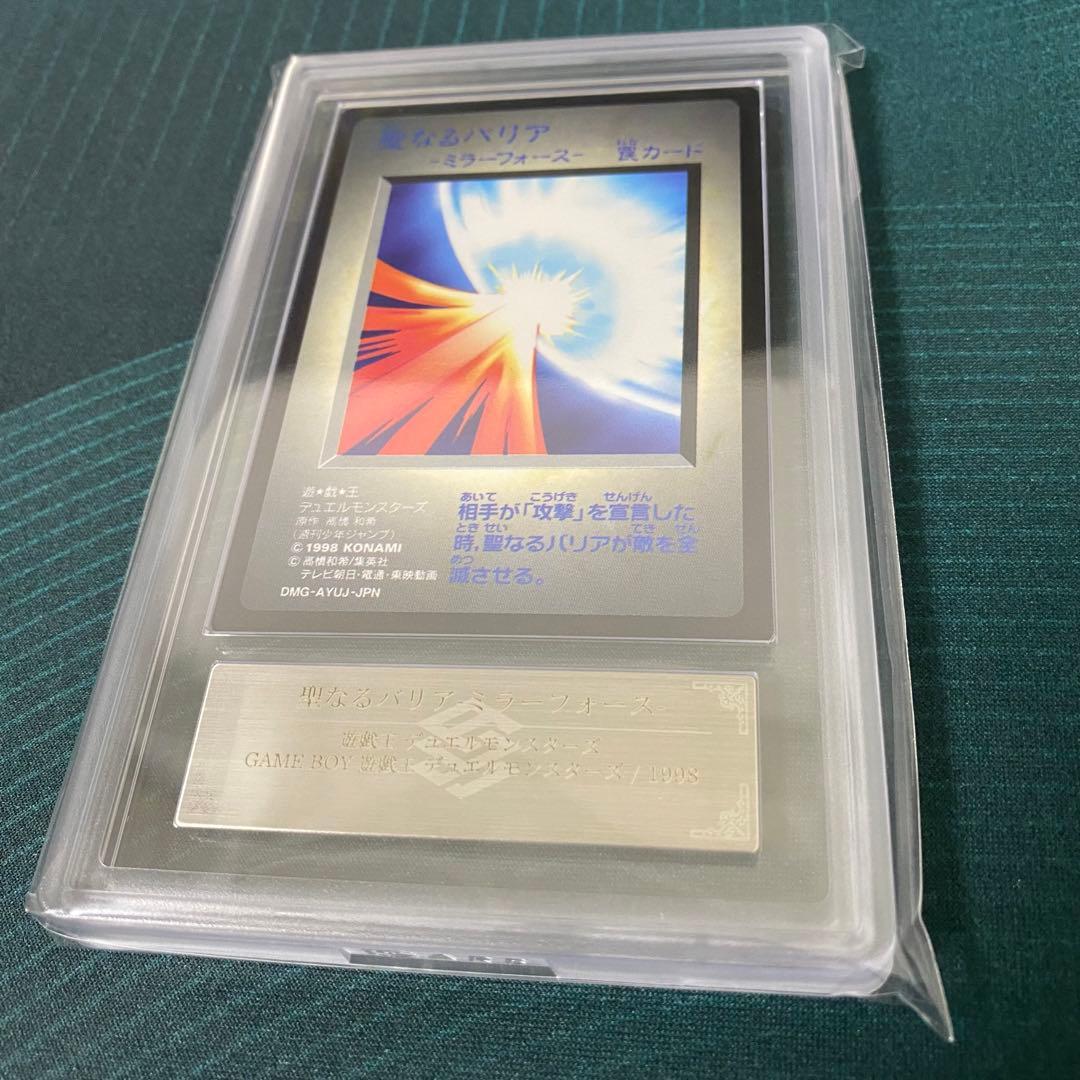 聖なるバリア
-ミラーフォース-
わな
罠カード
遊★戯★王
デュエルモンスターズ
原作 高橋 和希
(週刊少年ジャンプ)
© 1998 KONAMI
© 高橋和希/集英社
テレビ朝日・電通・東映動画
DMG-AYUJ-JPN
あいて こうげき せんげん
相手が「攻撃」を宣言した
とき せい てき ぜん
時,聖なるバリアが敵を全
めつ
滅させる。
聖なるバリア-ミラーフォース-
遊戯王 デュエルモンスターズ
GAME BOY 遊戯王 デュエルモンスターズ / 1998